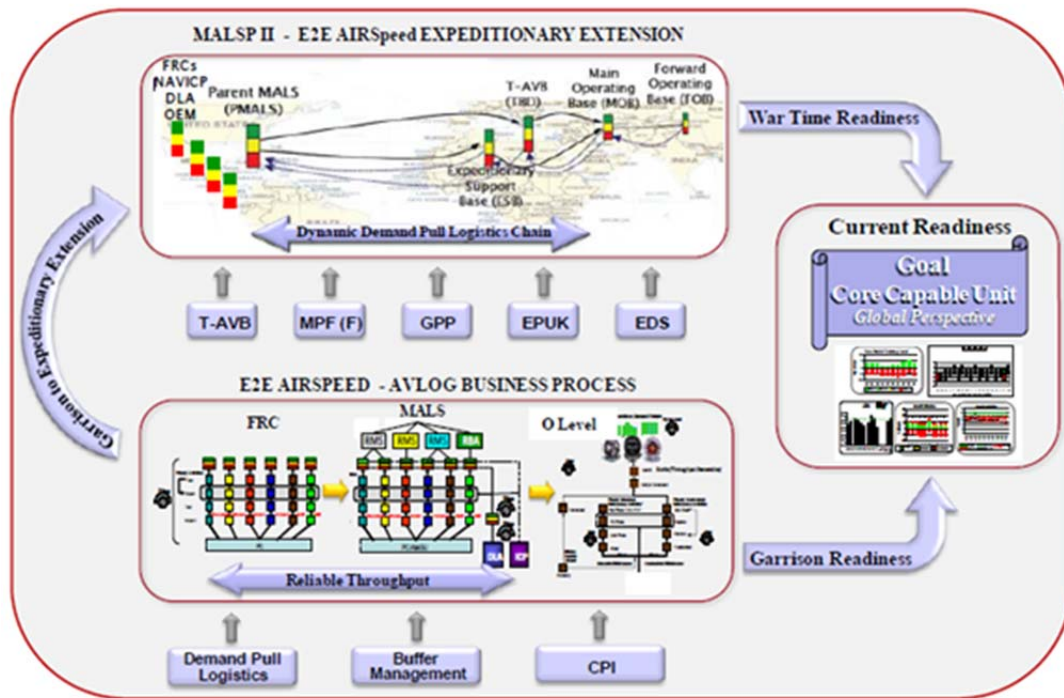 MALSP II - E2E AIRSpeed EXPEDITIONARY EXTENSION
FRCs
NAVICP
DLA
OEM
Parent MALS
(PMALS)
T-AVB
(TBD)
Main
Operating
Base (MOB)
Forward
Operating
Base (FOB)
Expeditionary
Support
Base (ESB)
Dynamic Demand Pull Logistics Chain
T-AVB
MPF (F)
GPP
EPUK
EDS
War Time Readiness
Garrison to Expeditionary Extension
Current Readiness
Goal
Core Capable Unit
Global Perspective
E2E AIRSPEED - AVLOG BUSINESS PROCESS
FRC
MALS
O Level
RMS
RMS
RMS
RBA
PC
DLA
ICP
Reliable Throughput
Garrison Readiness
Demand Pull
Logistics
Buffer
Management
CPI